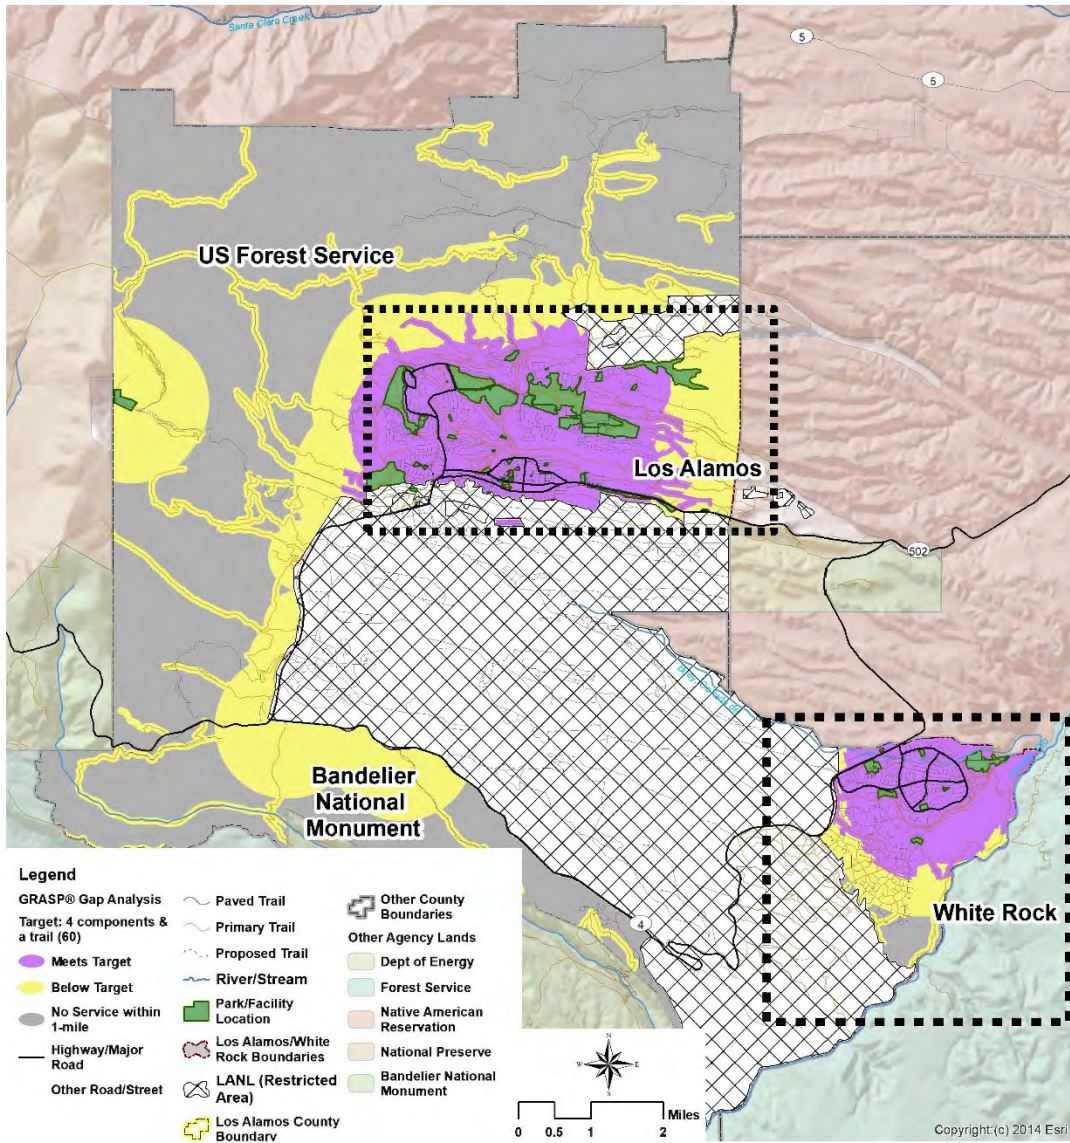 Santa Clara Creek
5
5
US Forest Service
Los Alamos
502
Bandelier
National
Monument
White Rock
4
Legend
GRASP® Gap Analysis
Target: 4 components &
a trail (60)
Meets Target
Below Target
No Service within
1-mile
Highway/Major
Road
Other Road/Street
Paved Trail
Primary Trail
Proposed Trail
River/Stream
Park/Facility
Location
Los Alamos/White
Rock Boundaries
LANL (Restricted
Area)
Los Alamos County
Boundary
Other County
Boundaries
Other Agency Lands
Dept of Energy
Forest Service
Native American
Reservation
National Preserve
Bandelier National
Monument
N
W
E
S
Miles
0 0.5 1 2
Copyright:(c) 2014 Esri